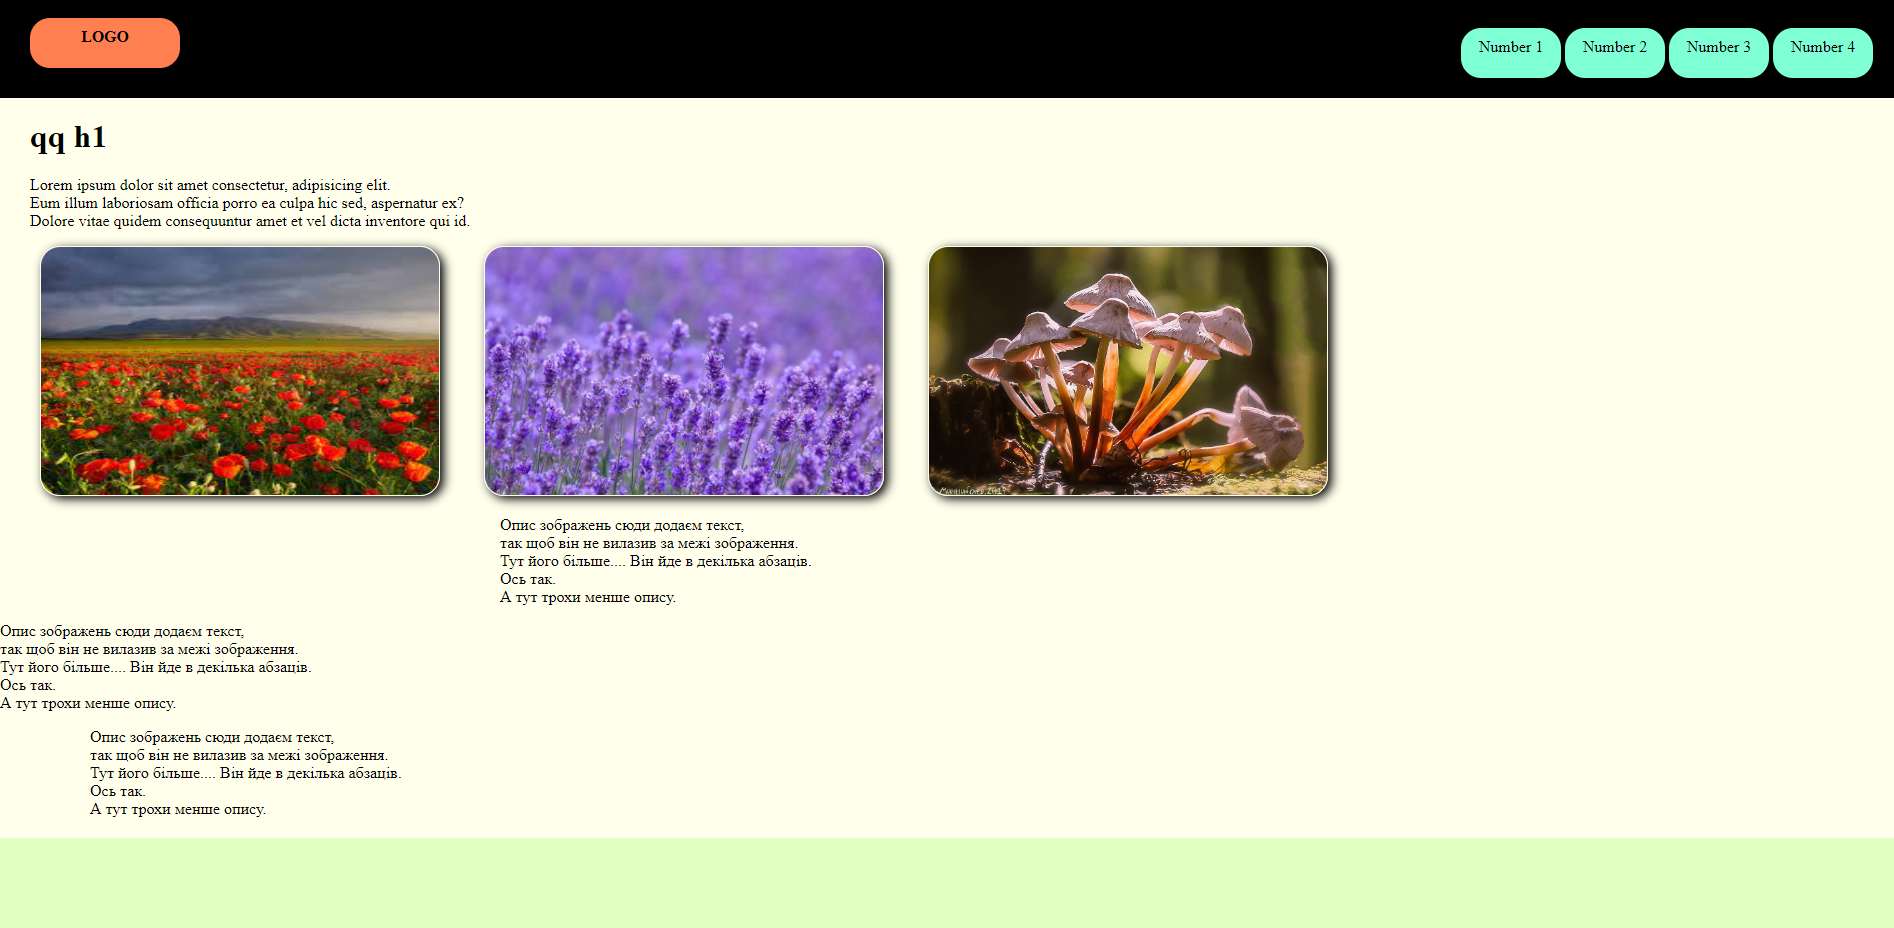 LOGO
Number 1
Number 2
Number 3
Number 4
qq h1
Lorem ipsum dolor sit amet consectetur, adipisicing elit.
Eum illum laboriosam officia porro ea culpa hic sed, aspernatur ex?
Dolore vitae quidem consequuntur amet et vel dicta inventore qui id.
Опис зображень сюди додаєм текст,
так щоб він не вилазив за межі зображення.
Тут його більше.... Він йде в декілька абзаців.
Ось так.
А тут трохи менше опису.
Опис зображень сюди додаєм текст,
так щоб він не вилазив за межі зображення.
Тут його більше.... Він йде в декілька абзаців.
Ось так.
А тут трохи менше опису.
Опис зображень сюди додаєм текст,
так щоб він не вилазив за межі зображення.
Тут його більше.... Він йде в декілька абзаців.
Ось так.
А тут трохи менше опису.